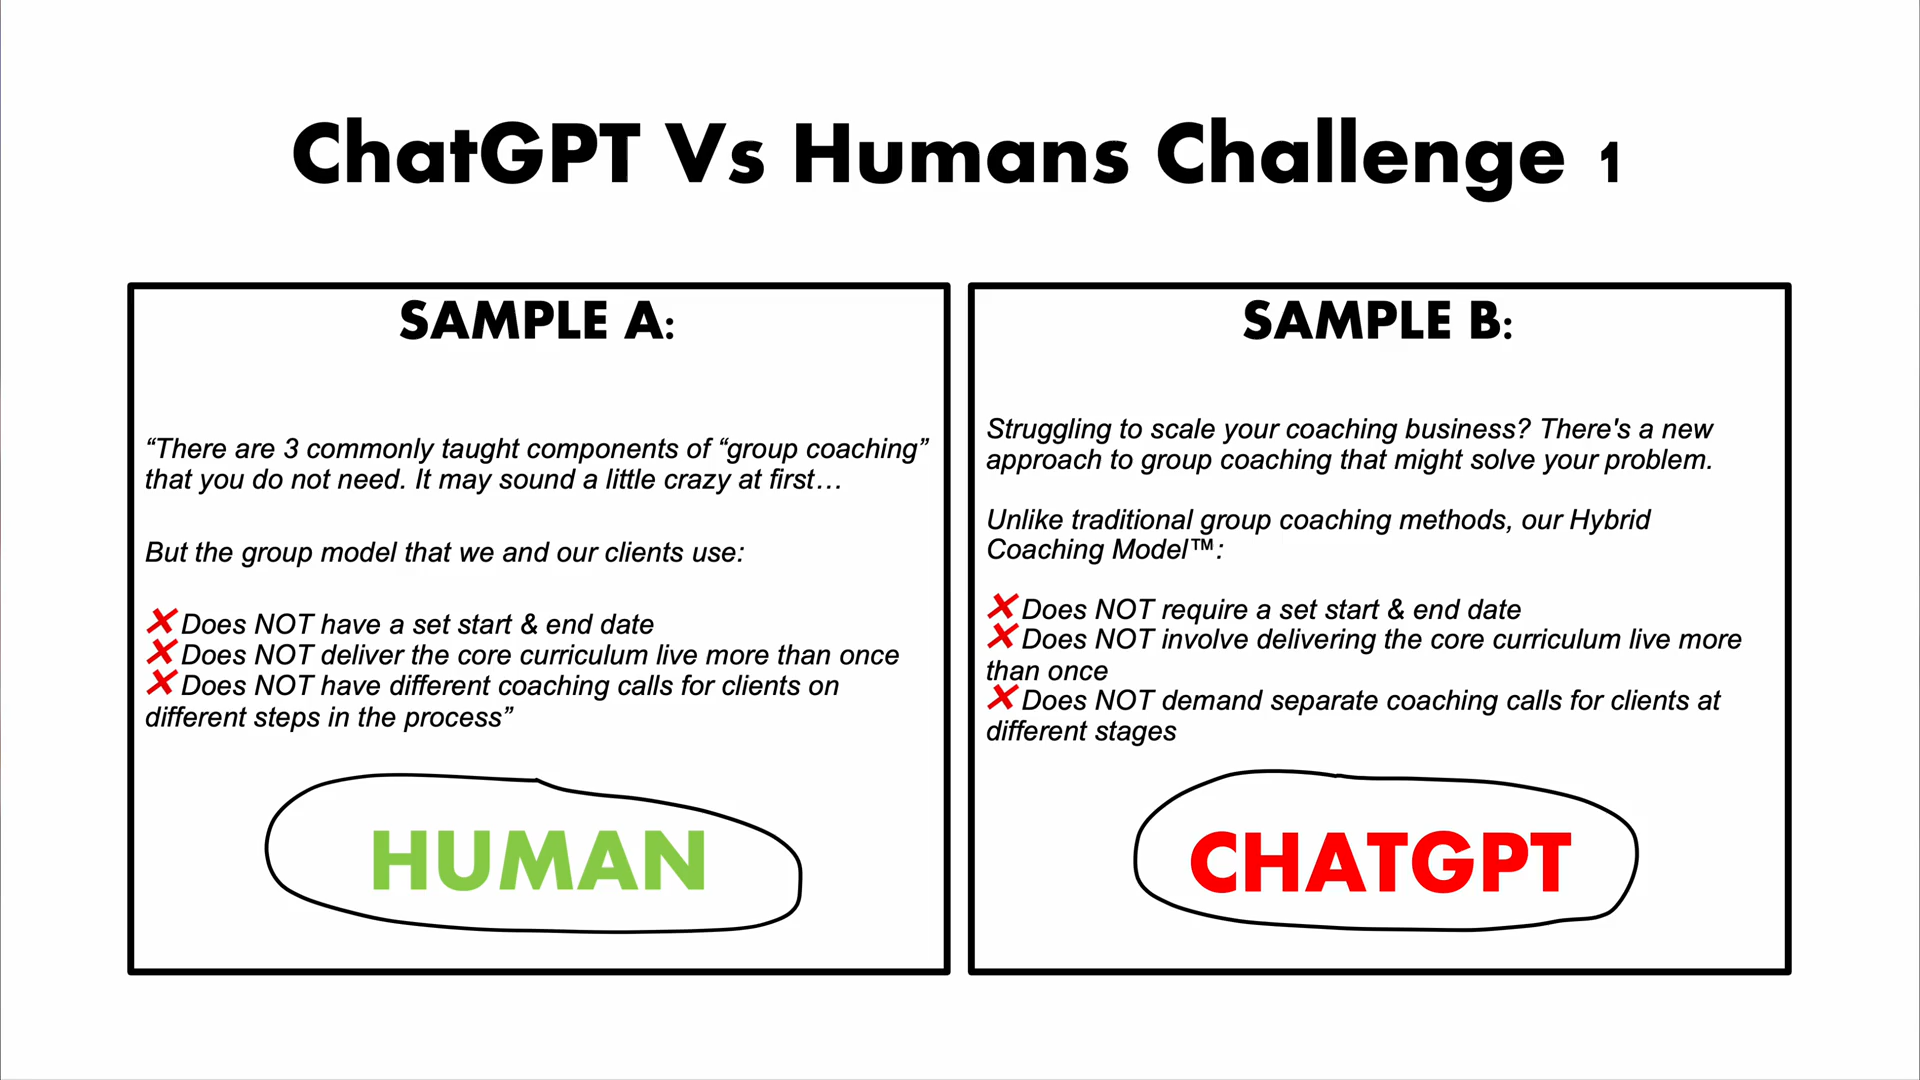 ChatGPT Vs Humans Challenge 1
SAMPLE A:
“There are 3 commonly taught components of “group coaching”
that you do not need. It may sound a little crazy at first…
But the group model that we and our clients use:
❌Does NOT have a set start & end date
❌Does NOT deliver the core curriculum live more than once
❌Does NOT have different coaching calls for clients on
different steps in the process”
HUMAN
SAMPLE B:
Struggling to scale your coaching business? There's a new
approach to group coaching that might solve your problem.
Unlike traditional group coaching methods, our Hybrid
Coaching Model™:
❌Does NOT require a set start & end date
❌Does NOT involve delivering the core curriculum live more
than once
❌Does NOT demand separate coaching calls for clients at
different stages
CHATGPT